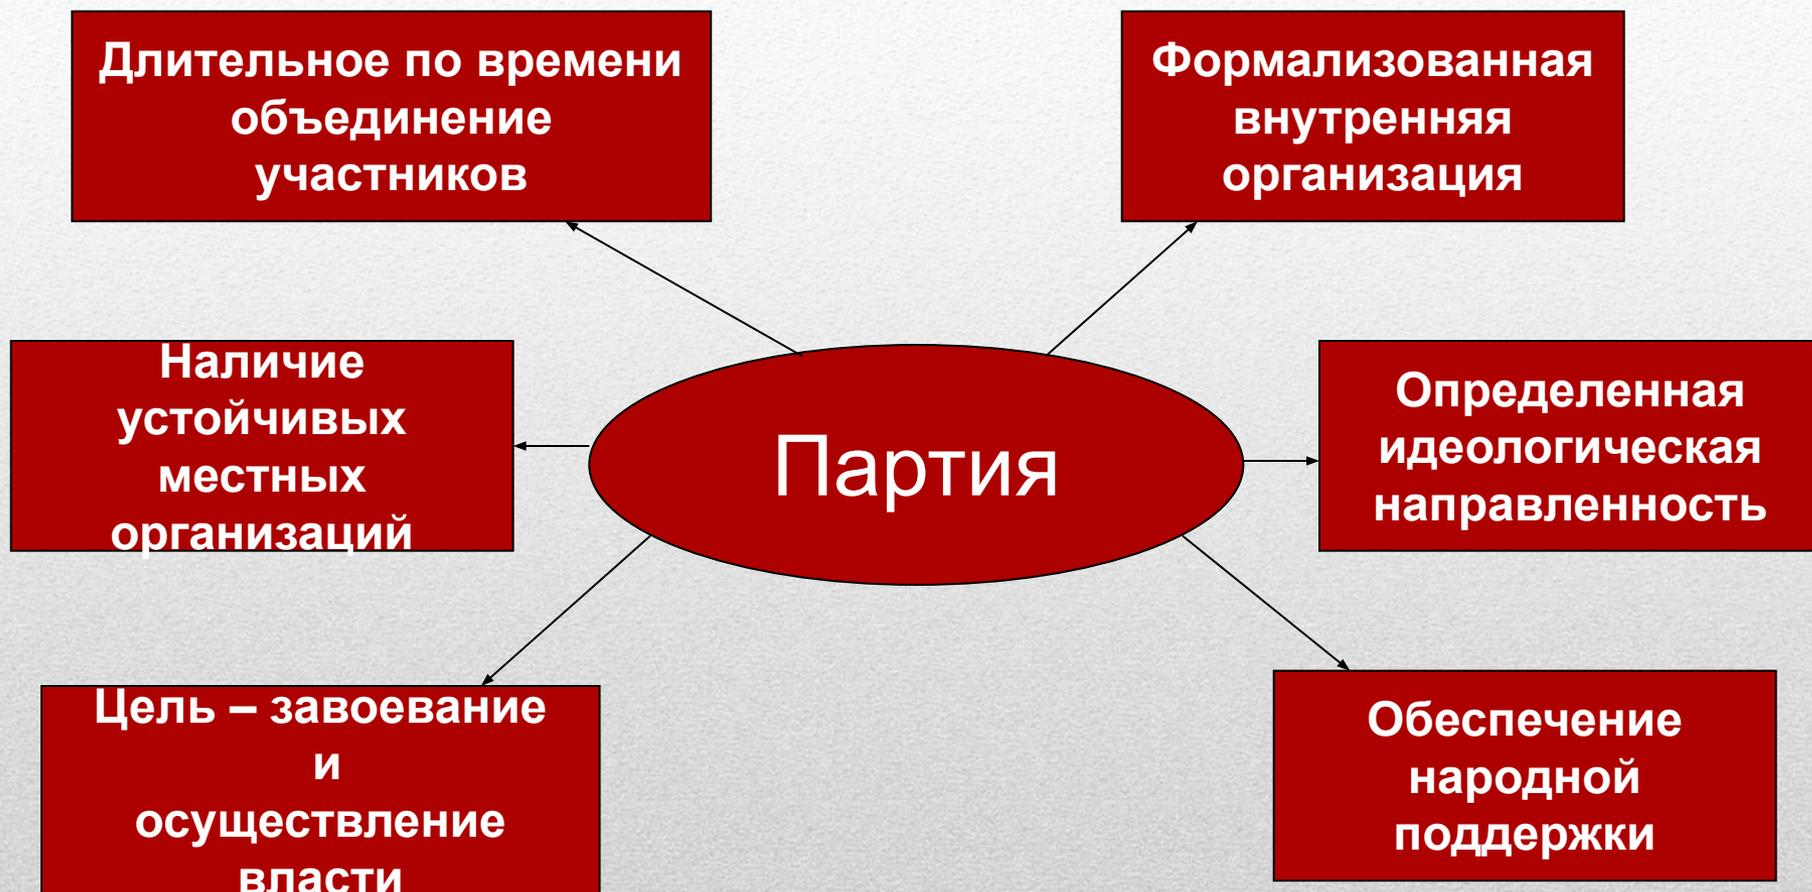 Длительное по времени
объединение
участников
Формализованная
внутренняя
организация
Наличие
устойчивых
местных
организаций
Партия
Определенная
идеологическая
направленность
Цель – завоевание
и
осуществление
власти
Обеспечение
народной
поддержки